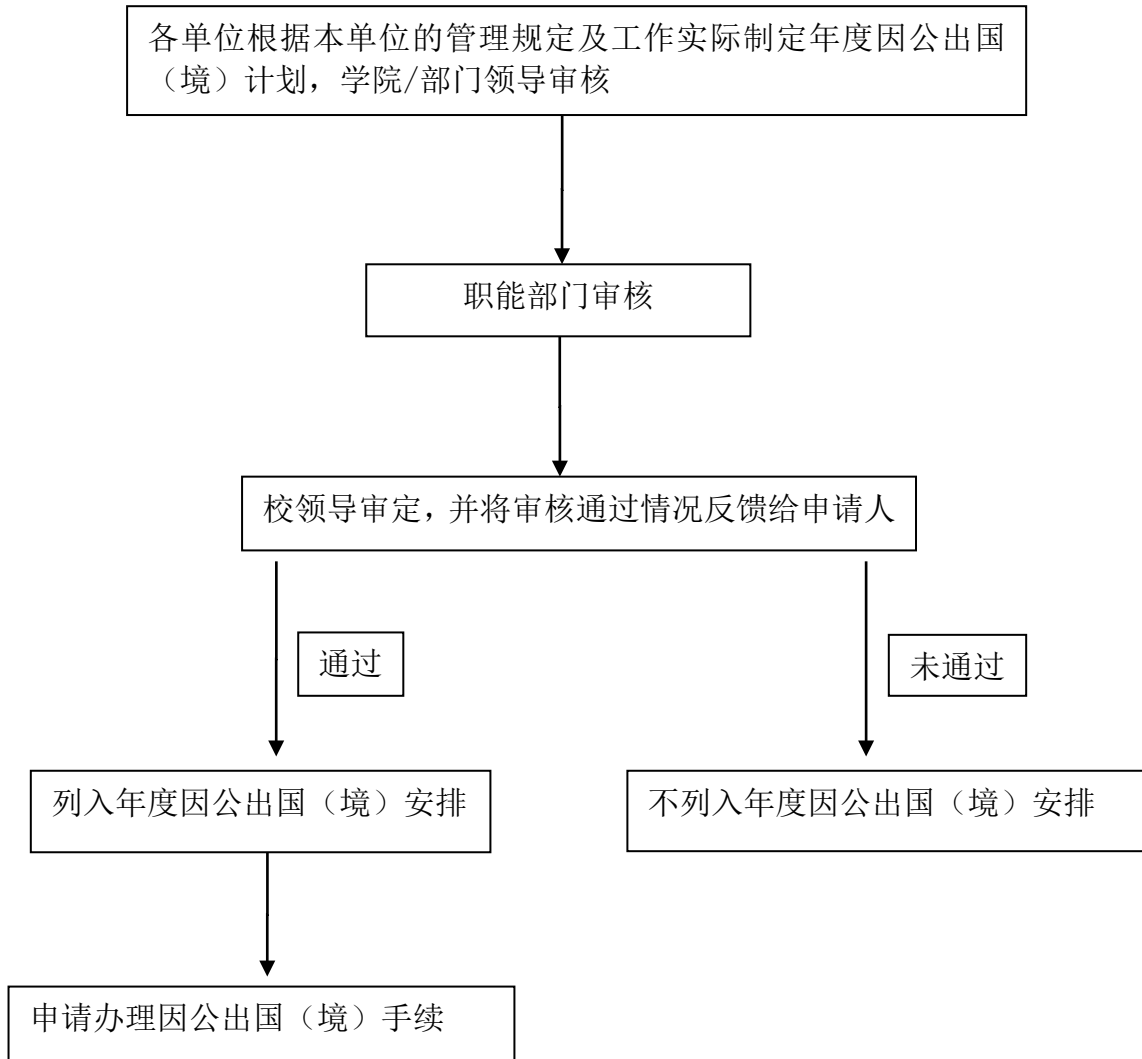 各单位根据本单位的管理规定及工作实际制定年度因公出国
（境）计划，学院/部门领导审核
职能部门审核
校领导审定，并将审核通过情况反馈给申请人
通过
未通过
列入年度因公出国（境）安排
不列入年度因公出国（境）安排
申请办理因公出国（境）手续